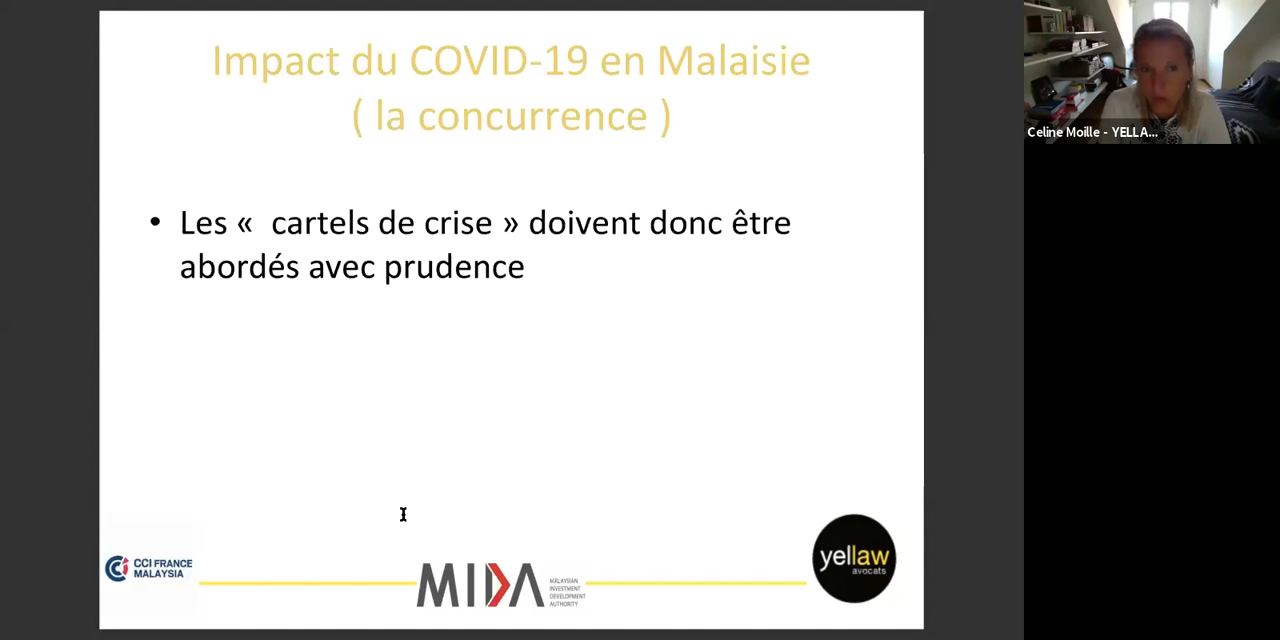 Impact du COVID-19 en Malaisie
( la concurrence )
• Les «  cartels de crise » doivent donc être
abordés avec prudence
CCI FRANCE
MALAYSIA
MIDA
MALAYSIAN
INVESTMENT
DEVELOPMENT
AUTHORITY
yellaw
avocats
Celine Moille - YELLA...